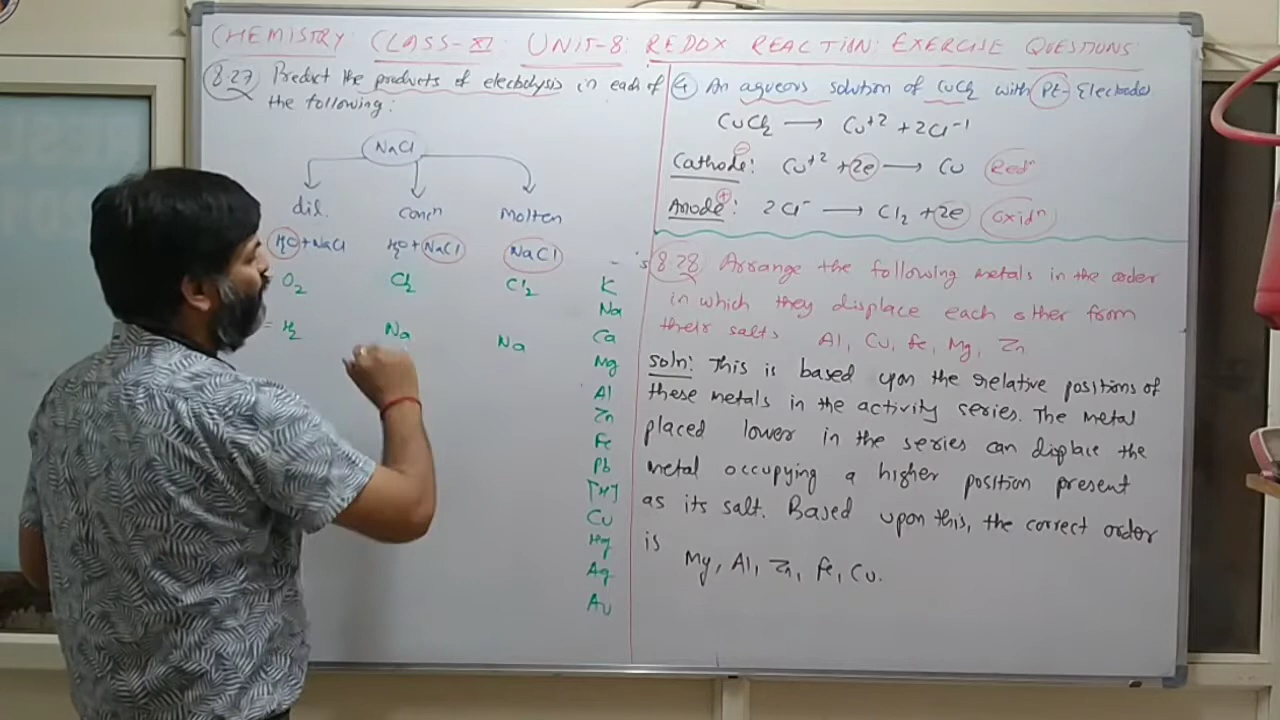 CHEMISTRY: CLASS-XI: UNIT-8: REDOX REACTION: EXERCISE QUESTIONS:
8.27 Predict the products of electolysis in each of
the following:
NaCl
dil. Concn Molten
H2O+NaCl H2O+NaCl NaCl
O2 Cl2 Cl2
H2 Na Na
K
Na
Ca
Mg
Al
Zn
Fe
Pb
[H]
Cu
Hg
Ag
Au
G An aqueous solution of CuCl2 with Pt- Electrodes
CuCl2 → Cu+2 + 2Cl-1
Cathode⊖: Cu+2 + 2e → Cu Redn
Anode⊕: 2Cl- → Cl2 + 2e Oxidn
8.28 Arrange the following metals in the order
in which they displace each other from
their salts Al, Cu, Fe, Mg, Zn
soln: This is based upon the relative positions of
these metals in the activity series. The metal
placed lower in the series can displace the
metal occupying a higher position present
as its salt. Based upon this, the correct order
is
Mg, Al, Zn, Fe, Cu.